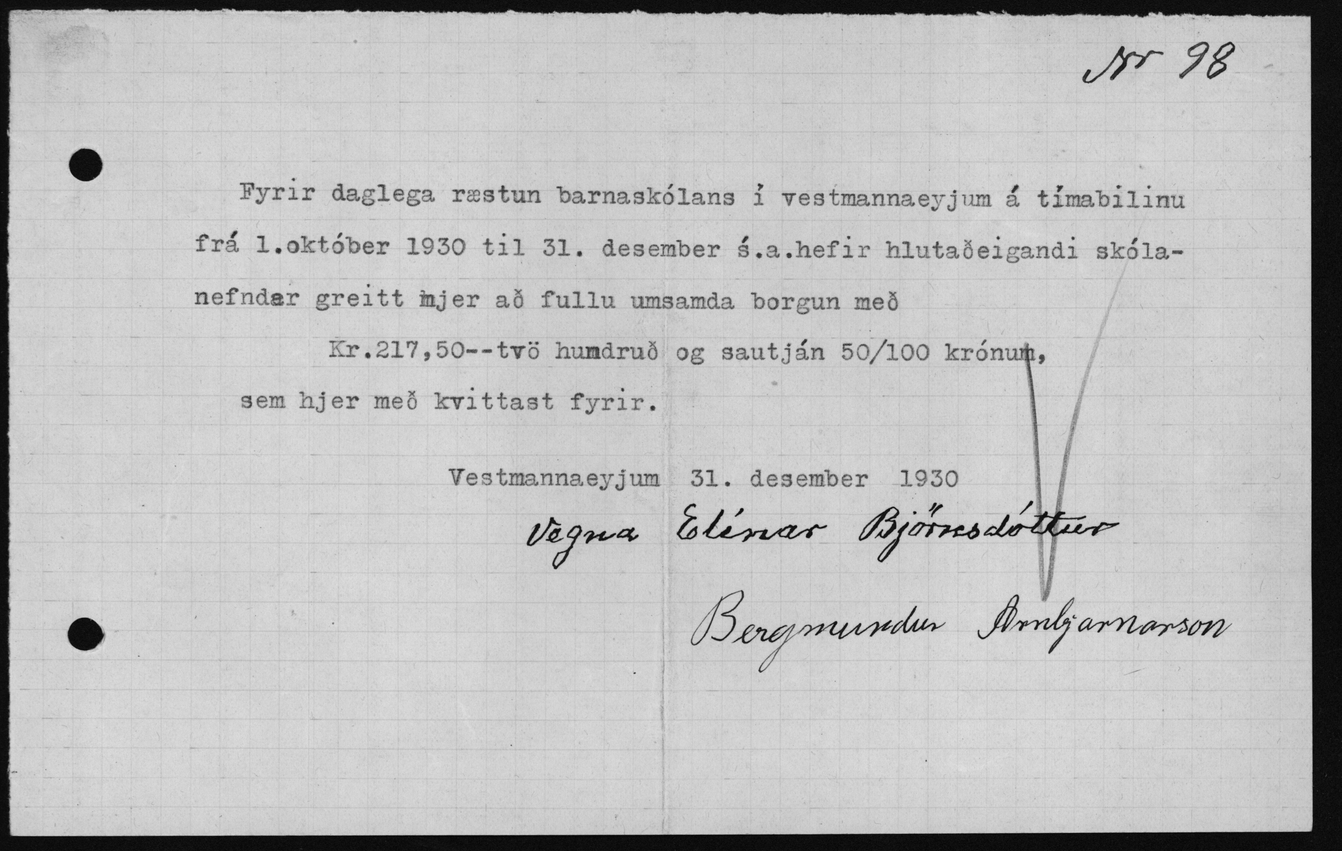 Nr 98
Fyrir daglega ræstun barnaskólans í vestmannaeyjum á tímabilinu
frá 1.október 1930 til 31. desember ś.a.hefir hlutaðeigandi skóla-
nefndar greitt mjer að fullu umsamda borgun með
Kr.217,50--tvö hundruð og sautján 50/100 krónum,
sem hjer með kvittast fyrir.
Vestmannaeyjum 31. desember 1930
Vegna Elínar Björnsdóttur
Bergmundur Arnbjarnarson